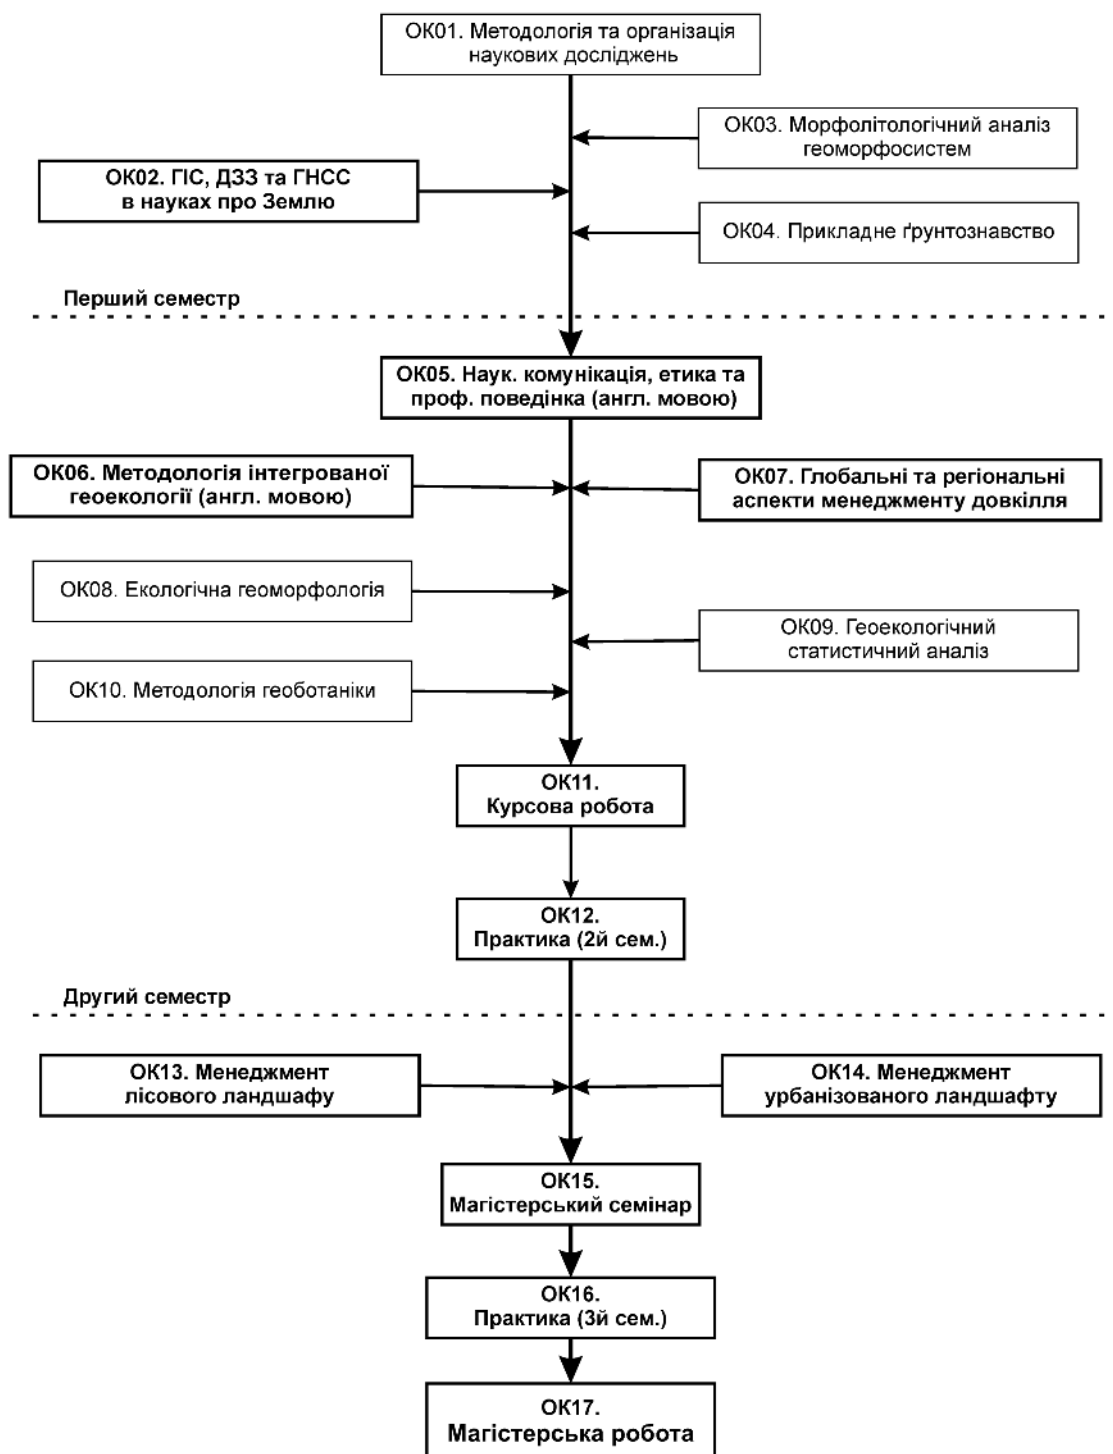 ОК01. Методологія та організація
наукових досліджень
ОК03. Морфолітологічний аналіз
геоморфосистем
ОК02. ГІС, ДЗЗ та ГНСС
в науках про Землю
ОК04. Прикладне ґрунтознавство
Перший семестр
ОК05. Наук. комунікація, етика та
проф. поведінка (англ. мовою)
ОК06. Методологія інтегрованої
геоекології (англ. мовою)
ОК07. Глобальні та регіональні
аспекти менеджменту довкілля
ОК08. Екологічна геоморфологія
ОК09. Геоекологічний
статистичний аналіз
ОК10. Методологія геоботаніки
ОК11.
Курсова робота
ОК12.
Практика (2й сем.)
Другий семестр
ОК13. Менеджмент
лісового ландшафу
ОК14. Менеджмент
урбанізованого ландшафту
ОК15.
Магістерський семінар
ОК16.
Практика (3й сем.)
ОК17.
Магістерська робота